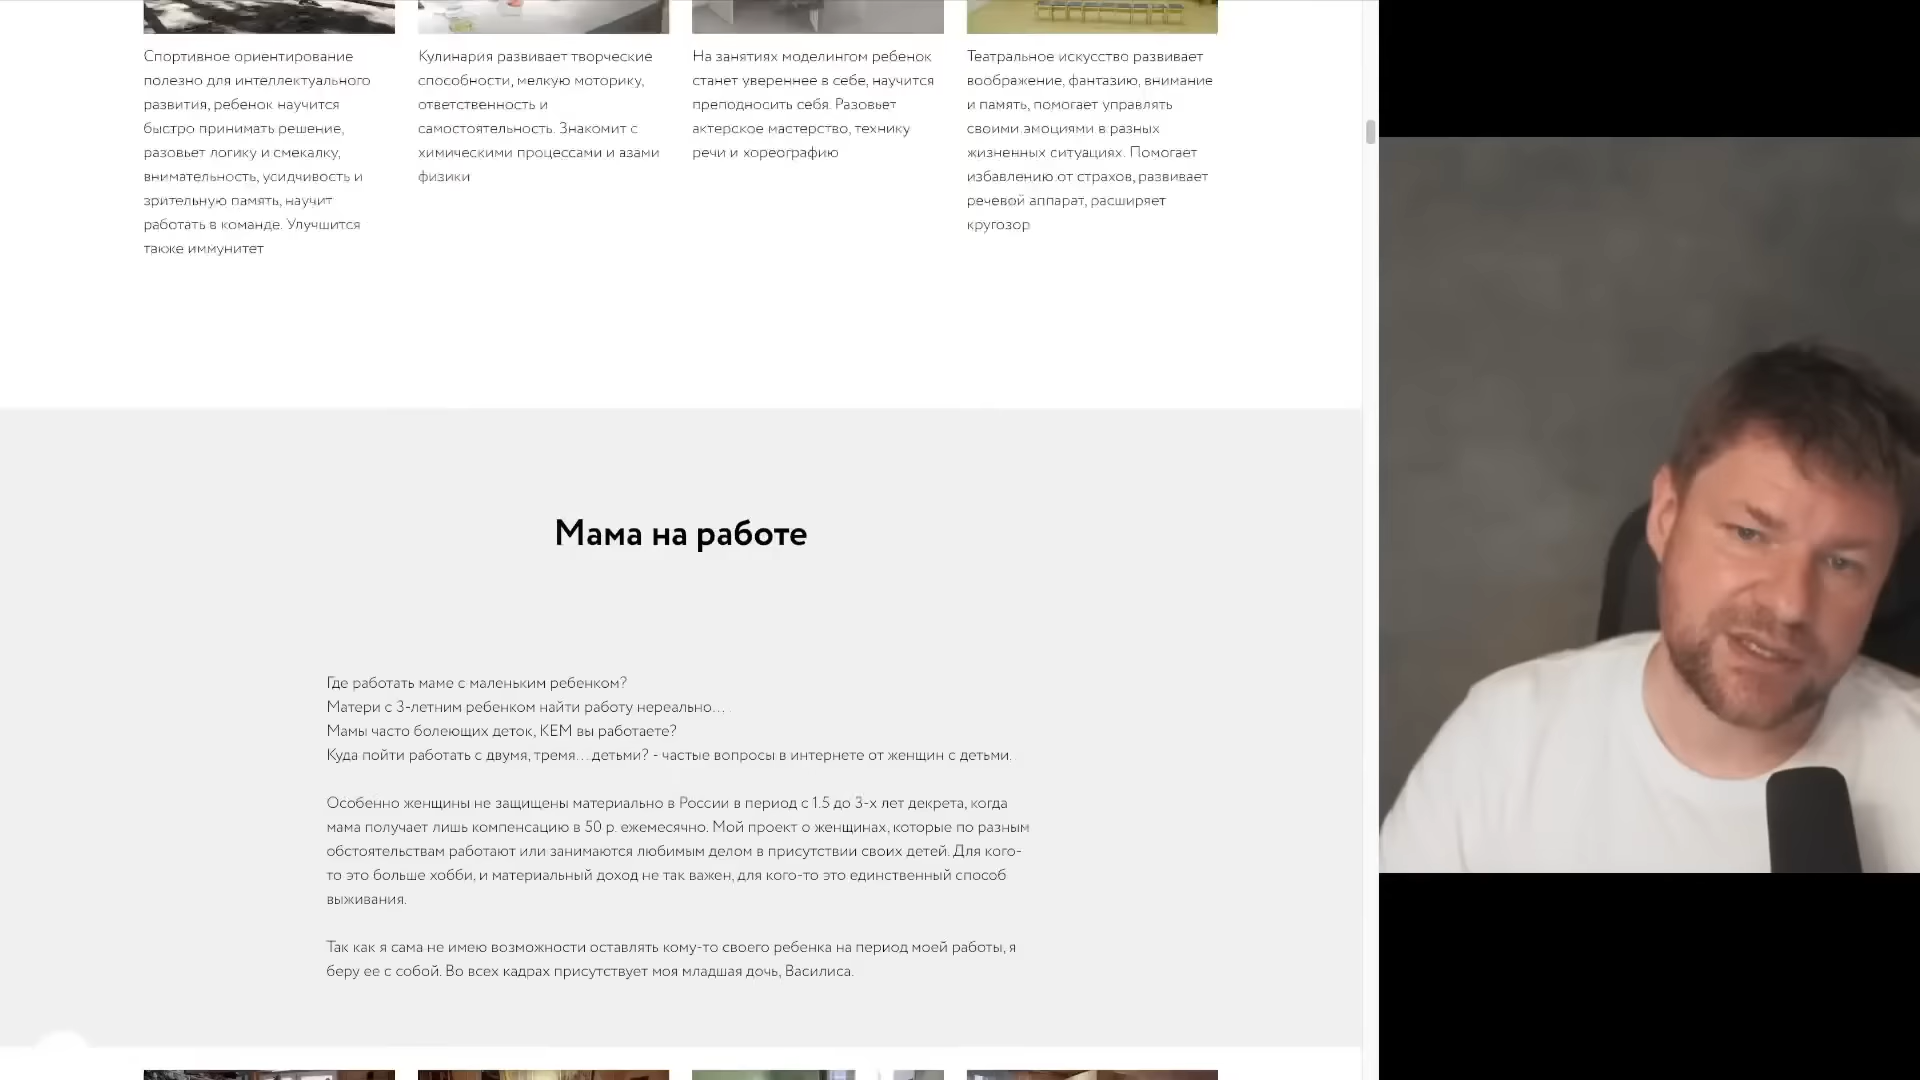 Спортивное ориентирование
полезно для интеллектуального
развития, ребенок научится
быстро принимать решение,
разовьет логику и смекалку,
внимательность, усидчивость и
зрительную память, научит
работать в команде. Улучшится
также иммунитет
Кулинария развивает творческие
способности, мелкую моторику,
ответственность и
самостоятельность. Знакомит с
химическими процессами и азами
физики
На занятиях моделингом ребенок
станет увереннее в себе, научится
преподносить себя. Разовьет
актерское мастерство, технику
речи и хореографию
Театральное искусство развивает
воображение, фантазию, внимание
и память, помогает управлять
своими эмоциями в разных
жизненных ситуациях. Помогает
избавлению от страхов, развивает
речевой аппарат, расширяет
кругозор
Мама на работе
Где работать маме с маленьким ребенком?
Матери с 3-летним ребенком найти работу нереально... .
Мамы часто болеющих деток, КЕМ вы работаете?
Куда пойти работать с двумя, тремя... детьми? - частые вопросы в интернете от женщин с детьми.
Особенно женщины не защищены материально в России в период с 1.5 до 3-х лет декрета, когда
мама получает лишь компенсацию в 50 р. ежемесячно. Мой проект о женщинах, которые по разным
обстоятельствам работают или занимаются любимым делом в присутствии своих детей. Для кого-
то это больше хобби, и материальный доход не так важен, для кого-то это единственный способ
выживания.
Так как я сама не имею возможности оставлять кому-то своего ребенка на период моей работы, я
беру ее с собой. Во всех кадрах присутствует моя младшая дочь, Василиса.